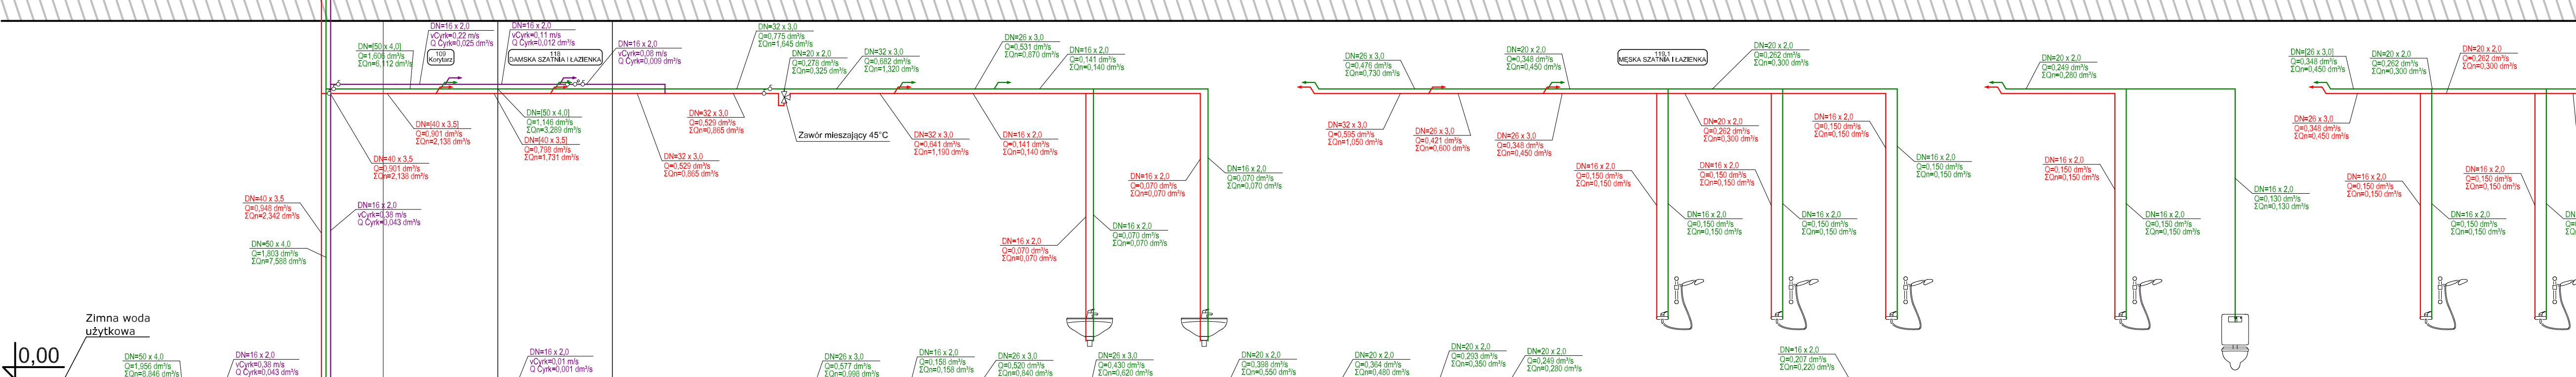 DN=[50 x 4,0]
Q=1,606 dm³/s
ΣQn=6,112 dm³/s
DN=16 x 2,0
vCyrk=0,22 m/s
Q Cyrk=0,025 dm³/s
109
Korytarz
DN=16 x 2,0
vCyrk=0,11 m/s
Q Cyrk=0,012 dm³/s
118
DAMSKA SZATNIA I ŁAZIENKA
DN=16 x 2,0
vCyrk=0,08 m/s
Q Cyrk=0,009 dm³/s
DN=32 x 3,0
Q=0,775 dm³/s
ΣQn=1,645 dm³/s
DN=20 x 2,0
Q=0,278 dm³/s
ΣQn=0,325 dm³/s
DN=32 x 3,0
Q=0,682 dm³/s
ΣQn=1,320 dm³/s
DN=26 x 3,0
Q=0,531 dm³/s
ΣQn=0,870 dm³/s
DN=16 x 2,0
Q=0,141 dm³/s
ΣQn=0,140 dm³/s
DN=26 x 3,0
Q=0,476 dm³/s
ΣQn=0,730 dm³/s
DN=20 x 2,0
Q=0,348 dm³/s
ΣQn=0,450 dm³/s
119,1
MĘSKA SZATNIA I ŁAZIENKA
DN=20 x 2,0
Q=0,262 dm³/s
ΣQn=0,300 dm³/s
DN=20 x 2,0
Q=0,249 dm³/s
ΣQn=0,280 dm³/s
DN=[26 x 3,0]
Q=0,348 dm³/s
ΣQn=0,450 dm³/s
DN=20 x 2,0
Q=0,262 dm³/s
ΣQn=0,300 dm³/s
DN=20 x 2,0
Q=0,262 dm³/s
ΣQn=0,300 dm³/s
DN=[40 x 3,5]
Q=0,901 dm³/s
ΣQn=2,138 dm³/s
DN=[50 x 4,0]
Q=1,146 dm³/s
ΣQn=3,289 dm³/s
DN=[40 x 3,5]
Q=0,798 dm³/s
ΣQn=1,731 dm³/s
DN=32 x 3,0
Q=0,529 dm³/s
ΣQn=0,865 dm³/s
Zawór mieszający 45°C
DN=32 x 3,0
Q=0,641 dm³/s
ΣQn=1,190 dm³/s
DN=16 x 2,0
Q=0,141 dm³/s
ΣQn=0,140 dm³/s
DN=32 x 3,0
Q=0,595 dm³/s
ΣQn=1,050 dm³/s
DN=26 x 3,0
Q=0,421 dm³/s
ΣQn=0,600 dm³/s
DN=26 x 3,0
Q=0,348 dm³/s
ΣQn=0,450 dm³/s
DN=20 x 2,0
Q=0,262 dm³/s
ΣQn=0,300 dm³/s
DN=16 x 2,0
Q=0,150 dm³/s
ΣQn=0,150 dm³/s
DN=26 x 3,0
Q=0,348 dm³/s
ΣQn=0,450 dm³/s
DN=40 x 3,5
Q=0,901 dm³/s
ΣQn=2,138 dm³/s
DN=32 x 3,0
Q=0,529 dm³/s
ΣQn=0,865 dm³/s
DN=16 x 2,0
Q=0,070 dm³/s
ΣQn=0,070 dm³/s
DN=16 x 2,0
Q=0,070 dm³/s
ΣQn=0,070 dm³/s
DN=16 x 2,0
Q=0,150 dm³/s
ΣQn=0,150 dm³/s
DN=16 x 2,0
Q=0,150 dm³/s
ΣQn=0,150 dm³/s
DN=16 x 2,0
Q=0,150 dm³/s
ΣQn=0,150 dm³/s
DN=16 x 2,0
Q=0,150 dm³/s
ΣQn=0,150 dm³/s
DN=16 x 2,0
Q=0,130 dm³/s
ΣQn=0,130 dm³/s
DN=16 x 2,0
Q=0,150 dm³/s
ΣQn=0,150 dm³/s
DN=16 x 2,0
Q=0,150 dm³/s
ΣQn=0,150 dm³/s
DN=40 x 3,5
Q=0,948 dm³/s
ΣQn=2,342 dm³/s
DN=16 x 2,0
vCyrk=0,38 m/s
Q Cyrk=0,043 dm³/s
DN=50 x 4,0
Q=1,803 dm³/s
ΣQn=7,588 dm³/s
DN=16 x 2,0
Q=0,070 dm³/s
ΣQn=0,070 dm³/s
DN=16 x 2,0
Q=0,070 dm³/s
ΣQn=0,070 dm³/s
DN=16 x 2,0
Q=0,150 dm³/s
ΣQn=0,150 dm³/s
DN=16 x 2,0
Q=0,150 dm³/s
ΣQn=0,150 dm³/s
DN=16 x 2,0
Q=0,150 dm³/s
ΣQn=0,150 dm³/s
DN=16 x 2,0
Q=0,150 dm³/s
ΣQn=0,150 dm³/s
Zimna woda
użytkowa
0,00
DN=50 x 4,0
Q=1,956 dm³/s
ΣQn=8,846 dm³/s
DN=16 x 2,0
vCyrk=0,38 m/s
Q Cyrk=0,043 dm³/s
DN=16 x 2,0
vCyrk=0,01 m/s
Q Cyrk=0,001 dm³/s
DN=26 x 3,0
Q=0,577 dm³/s
ΣQn=0,998 dm³/s
DN=16 x 2,0
Q=0,158 dm³/s
ΣQn=0,158 dm³/s
DN=26 x 3,0
Q=0,520 dm³/s
ΣQn=0,840 dm³/s
DN=26 x 3,0
Q=0,430 dm³/s
ΣQn=0,620 dm³/s
DN=20 x 2,0
Q=0,398 dm³/s
ΣQn=0,550 dm³/s
DN=20 x 2,0
Q=0,364 dm³/s
ΣQn=0,480 dm³/s
DN=20 x 2,0
Q=0,293 dm³/s
ΣQn=0,350 dm³/s
DN=20 x 2,0
Q=0,249 dm³/s
ΣQn=0,280 dm³/s
DN=16 x 2,0
Q=0,207 dm³/s
ΣQn=0,220 dm³/s